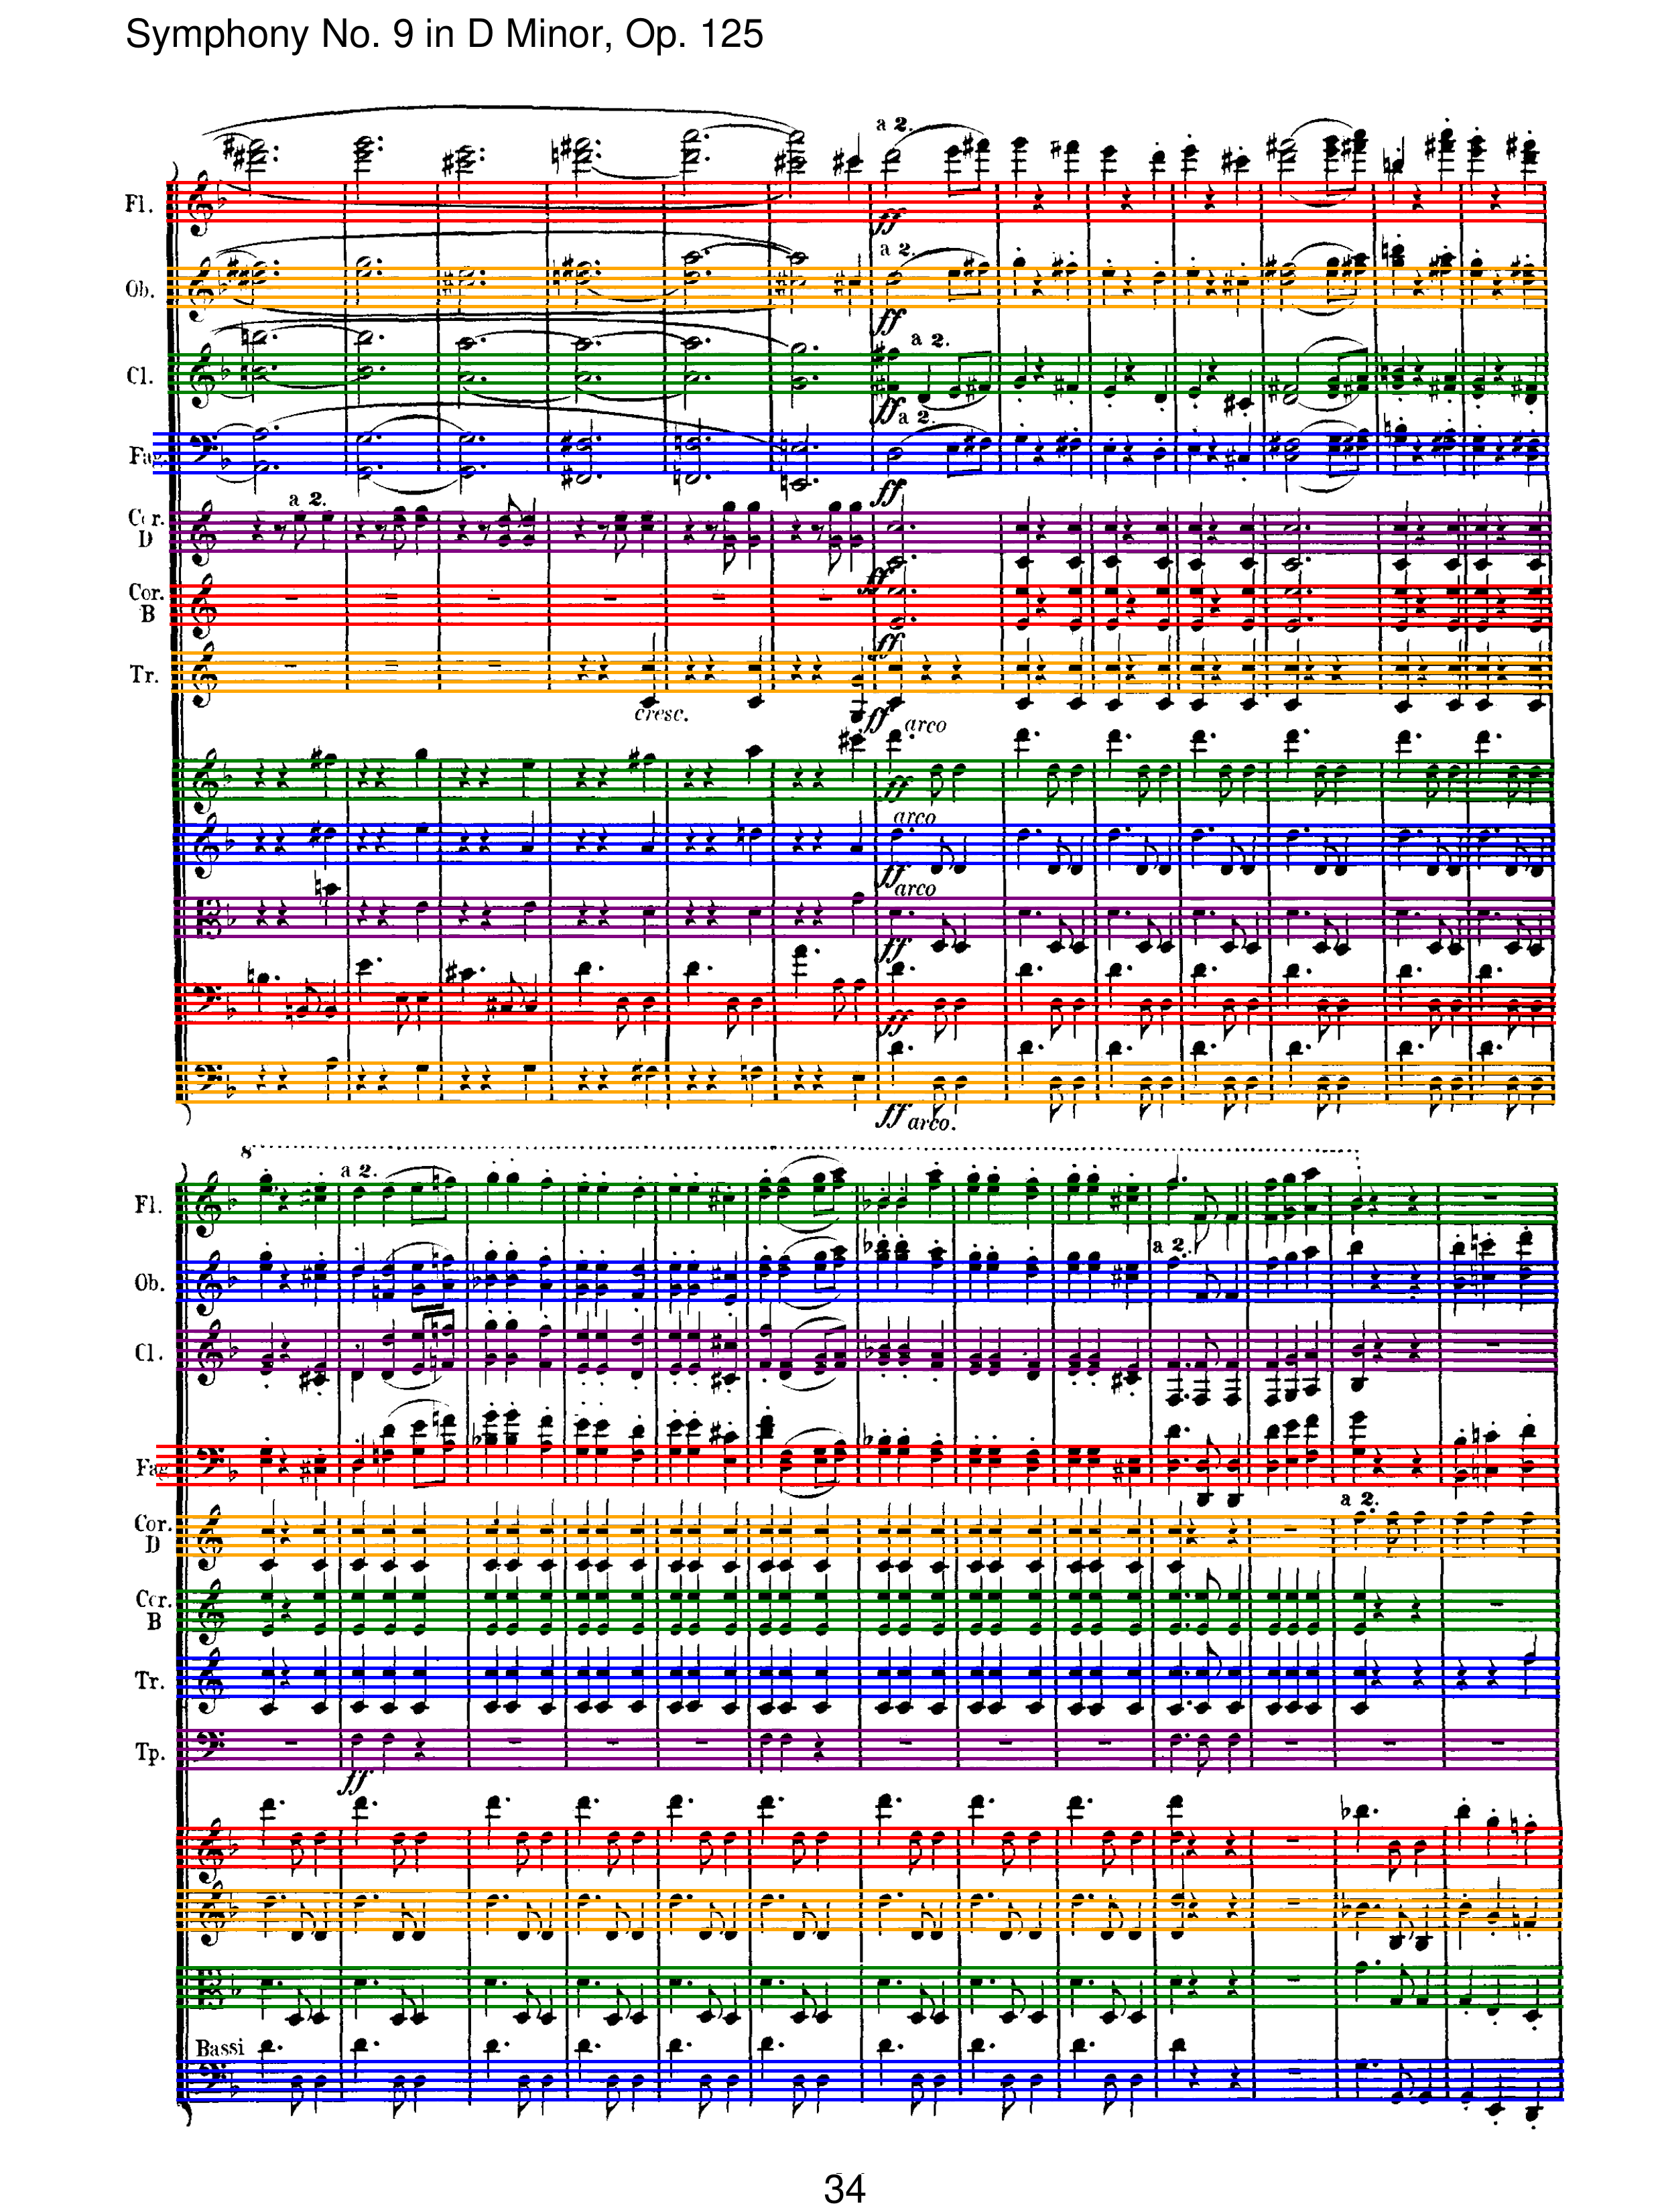 Symphony No. 9 in D Minor, Op. 125
a 2.
Fl.
ff
a 2.
Ob.
ff
a 2.
Cl.
ff
a 2.
Fag.
ff
a 2.
Cor.
D
ff
Cor.
B
ff
Tr.
cresc.
ff
arco
ff
arco
ff
arco
ff
ff
ff arco.
8
a 2.
Fl.
a 2.
Ob.
Cl.
Fag
a 2.
Cor.
D
Cor.
B
Tr.
Tp.
ff
Bassi
34